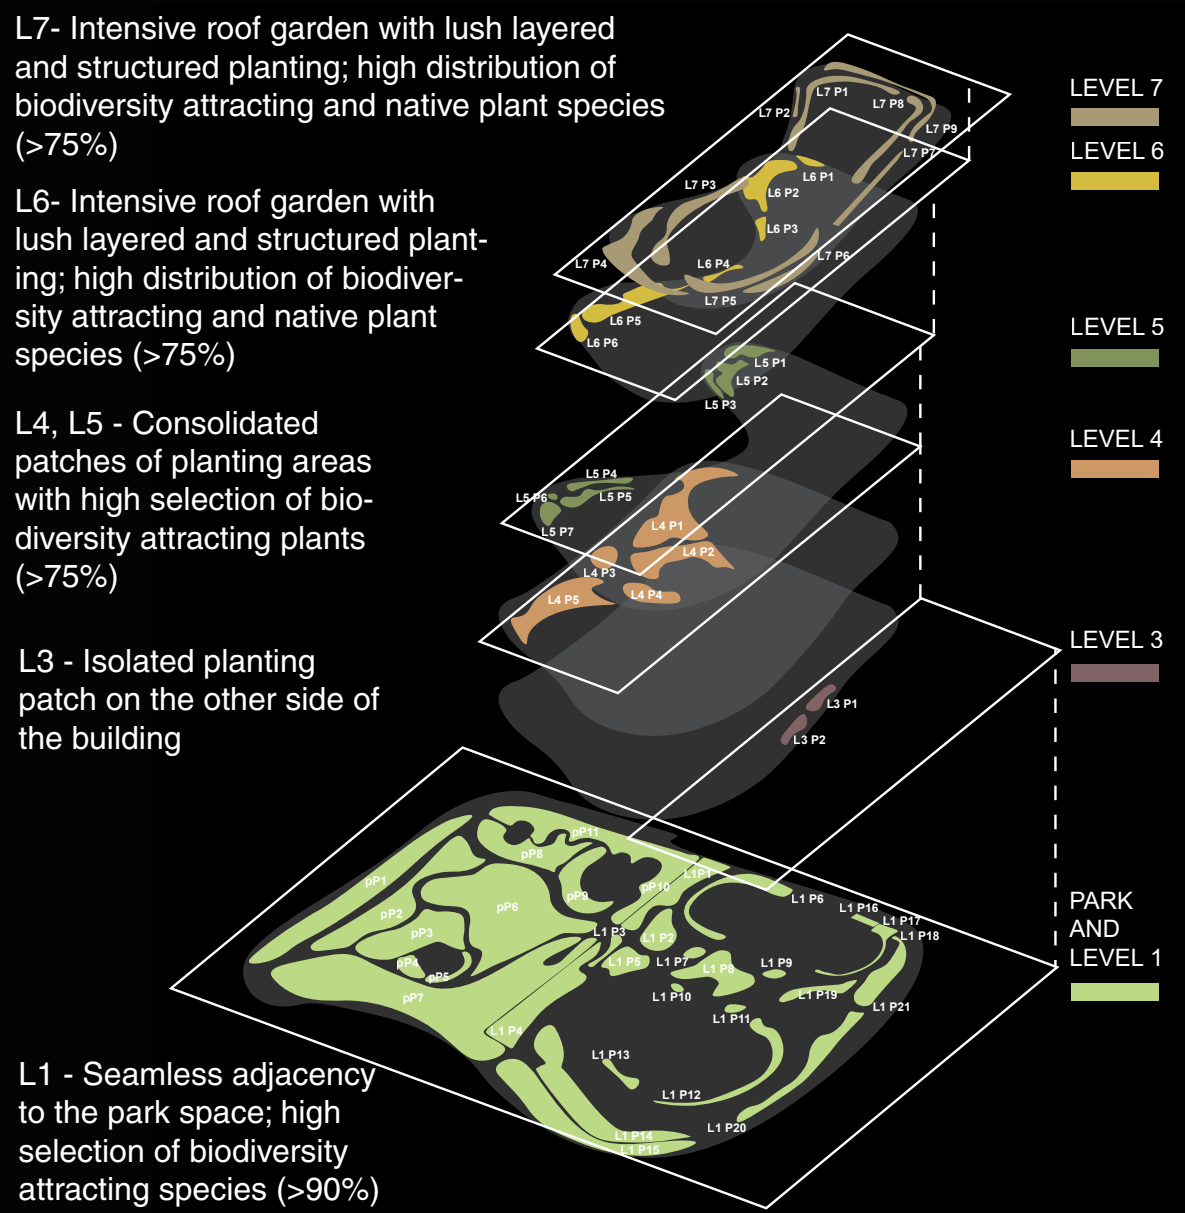 L7- Intensive roof garden with lush layered
and structured planting; high distribution of
biodiversity attracting and native plant species
(>75%)
L6- Intensive roof garden with
lush layered and structured plant-
ing; high distribution of biodiver-
sity attracting and native plant
species (>75%)
L4, L5 - Consolidated
patches of planting areas
with high selection of bio-
diversity attracting plants
(>75%)
L3 - Isolated planting
patch on the other side of
the building
L1 - Seamless adjacency
to the park space; high
selection of biodiversity
attracting species (>90%)
L7 P1
L7 P8
L7 P2
L7 P9
L7 P7
L7 P3
L7 P4
L7 P6
L7 P5
L6 P1
L6 P2
L6 P3
L6 P4
L6 P5
L6 P6
L5 P1
L5 P2
L5 P3
L5 P4
L5 P6
L5 P5
L5 P7
L4 P1
L4 P2
L4 P3
L4 P4
L4 P5
L3 P1
L3 P2
pP11
pP8
pP1
pP9
pP10
pP6
pP2
pP3
pP4
pP5
pP7
L1P1
L1 P6
L1 P16
L1 P17
L1 P18
L1 P3
L1 P2
L1 P5
L1 P7
L1 P8
L1 P9
L1 P10
L1 P19
L1 P21
L1 P11
L1 P4
L1 P13
L1 P12
L1 P20
L1 P14
L1 P15
LEVEL 7
LEVEL 6
LEVEL 5
LEVEL 4
LEVEL 3
PARK
AND
LEVEL 1